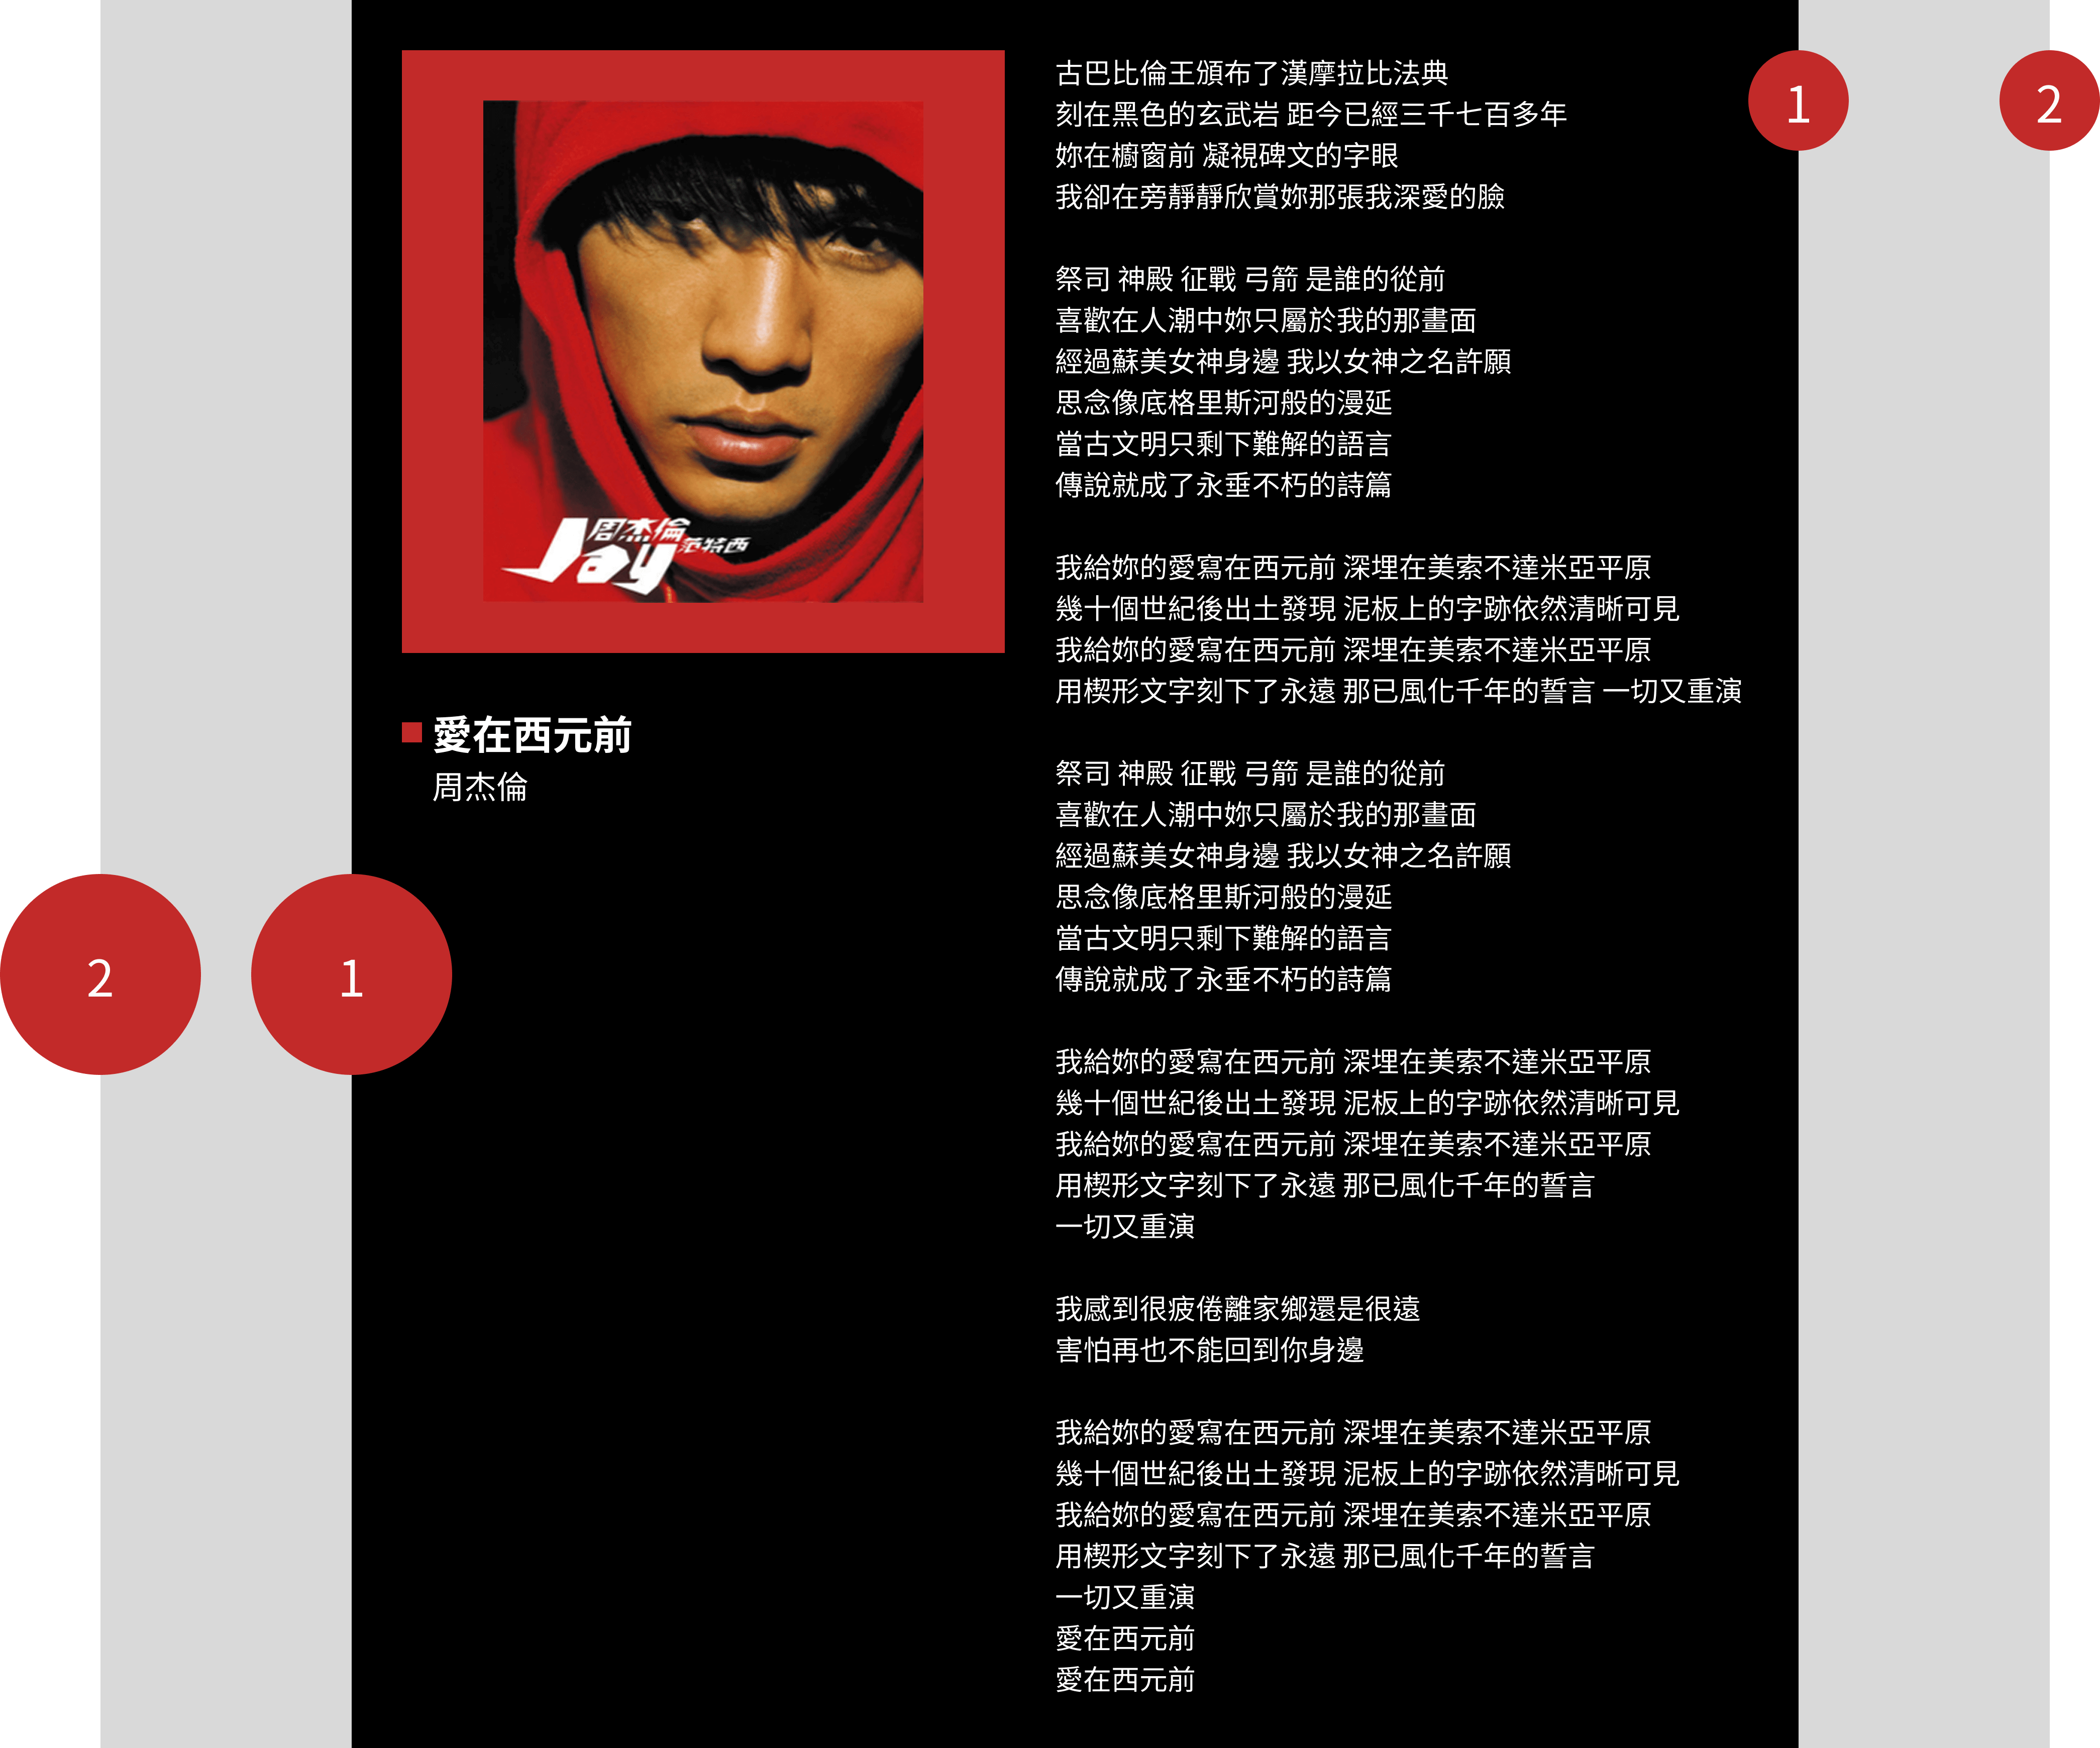 周杰倫
范特西
Jay
愛在西元前
周杰倫
古巴比倫王頒布了漢摩拉比法典
刻在黑色的玄武岩 距今已經三千七百多年
妳在櫥窗前 凝視碑文的字眼
我卻在旁靜靜欣賞妳那張我深愛的臉
祭司 神殿 征戰 弓箭 是誰的從前
喜歡在人潮中妳只屬於我的那畫面
經過蘇美女神身邊 我以女神之名許願
思念像底格里斯河般的漫延
當古文明只剩下難解的語言
傳說就成了永垂不朽的詩篇
我給妳的愛寫在西元前 深埋在美索不達米亞平原
幾十個世紀後出土發現 泥板上的字跡依然清晰可見
我給妳的愛寫在西元前 深埋在美索不達米亞平原
用楔形文字刻下了永遠 那已風化千年的誓言 一切又重演
祭司 神殿 征戰 弓箭 是誰的從前
喜歡在人潮中妳只屬於我的那畫面
經過蘇美女神身邊 我以女神之名許願
思念像底格里斯河般的漫延
當古文明只剩下難解的語言
傳說就成了永垂不朽的詩篇
我給妳的愛寫在西元前 深埋在美索不達米亞平原
幾十個世紀後出土發現 泥板上的字跡依然清晰可見
我給妳的愛寫在西元前 深埋在美索不達米亞平原
用楔形文字刻下了永遠 那已風化千年的誓言
一切又重演
我感到很疲倦離家鄉還是很遠
害怕再也不能回到你身邊
我給妳的愛寫在西元前 深埋在美索不達米亞平原
幾十個世紀後出土發現 泥板上的字跡依然清晰可見
我給妳的愛寫在西元前 深埋在美索不達米亞平原
用楔形文字刻下了永遠 那已風化千年的誓言
一切又重演
愛在西元前
愛在西元前
1
2
2
1